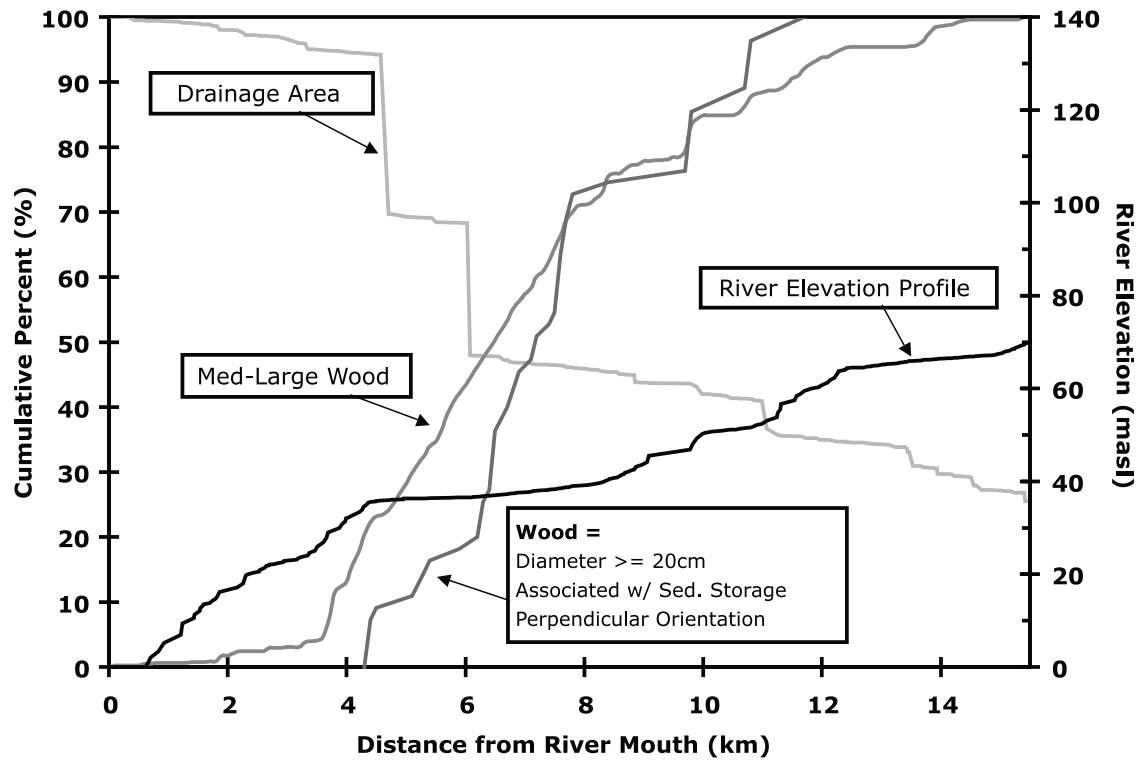 100
90
80
70
60
50
40
30
20
10
0
Cumulative Percent (%)
140
120
100
80
60
40
20
0
River Elevation (masl)
Drainage Area
River Elevation Profile
Med-Large Wood
Wood =
Diameter >= 20cm
Associated w/ Sed. Storage
Perpendicular Orientation
0 2 4 6 8 10 12 14
Distance from River Mouth (km)